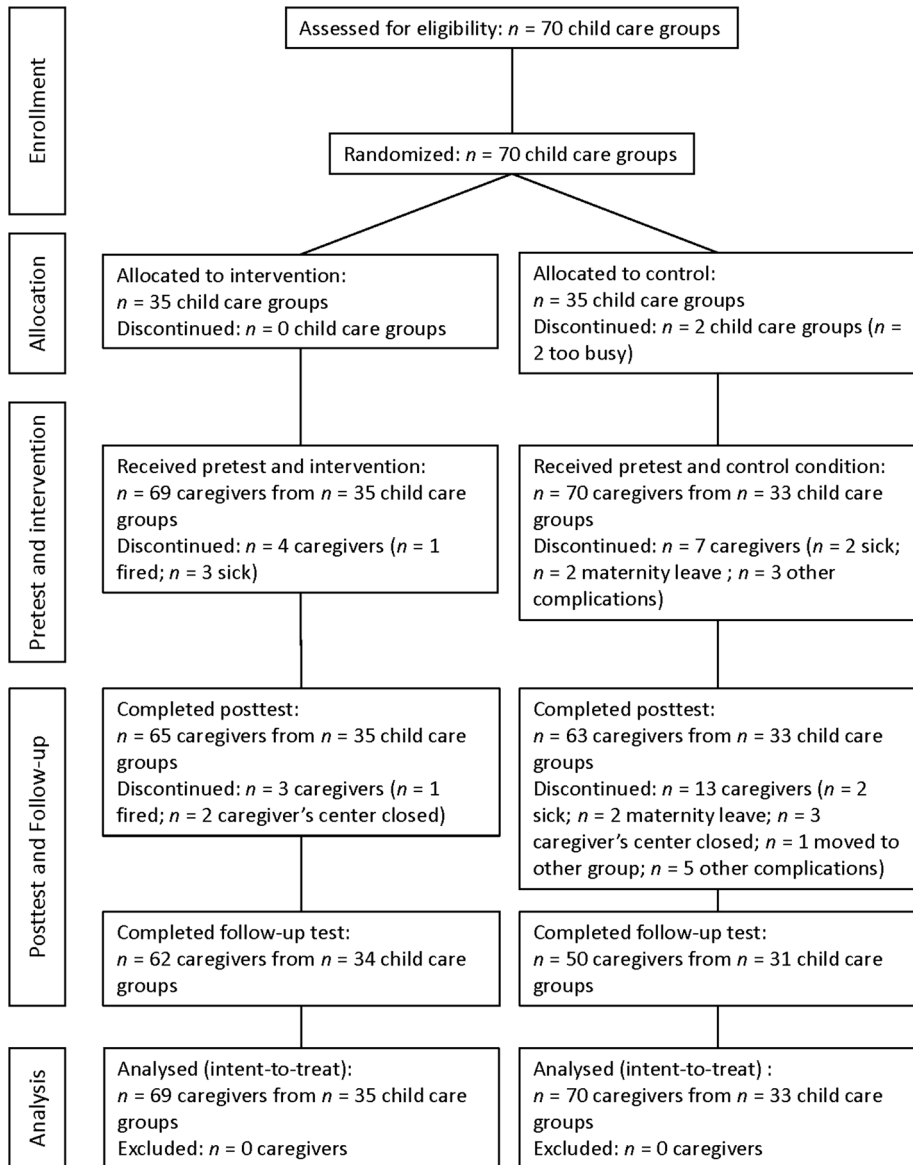 Enrollment
Assessed for eligibility: n = 70 child care groups
Randomized: n = 70 child care groups
Allocation
Allocated to intervention:
n = 35 child care groups
Discontinued: n = 0 child care groups
Allocated to control:
n = 35 child care groups
Discontinued: n = 2 child care groups (n =
2 too busy)
Pretest and intervention
Received pretest and intervention:
n = 69 caregivers from n = 35 child care
groups
Discontinued: n = 4 caregivers (n = 1
fired; n = 3 sick)
Received pretest and control condition:
n = 70 caregivers from n = 33 child care
groups
Discontinued: n = 7 caregivers (n = 2 sick;
n = 2 maternity leave ; n = 3 other
complications)
Posttest and Follow-up
Completed posttest:
n = 65 caregivers from n = 35 child care
groups
Discontinued: n = 3 caregivers (n = 1
fired; n = 2 caregiver's center closed)
Completed posttest:
n = 63 caregivers from n = 33 child care
groups
Discontinued: n = 13 caregivers (n = 2
sick; n = 2 maternity leave; n = 3
caregiver's center closed; n = 1 moved to
other group; n = 5 other complications)
Completed follow-up test:
n = 62 caregivers from n = 34 child care
groups
Completed follow-up test:
n = 50 caregivers from n = 31 child care
groups
Analysis
Analysed (intent-to-treat):
n = 69 caregivers from n = 35 child care
groups
Excluded: n = 0 caregivers
Analysed (intent-to-treat) :
n = 70 caregivers from n = 33 child care
groups
Excluded: n = 0 caregivers